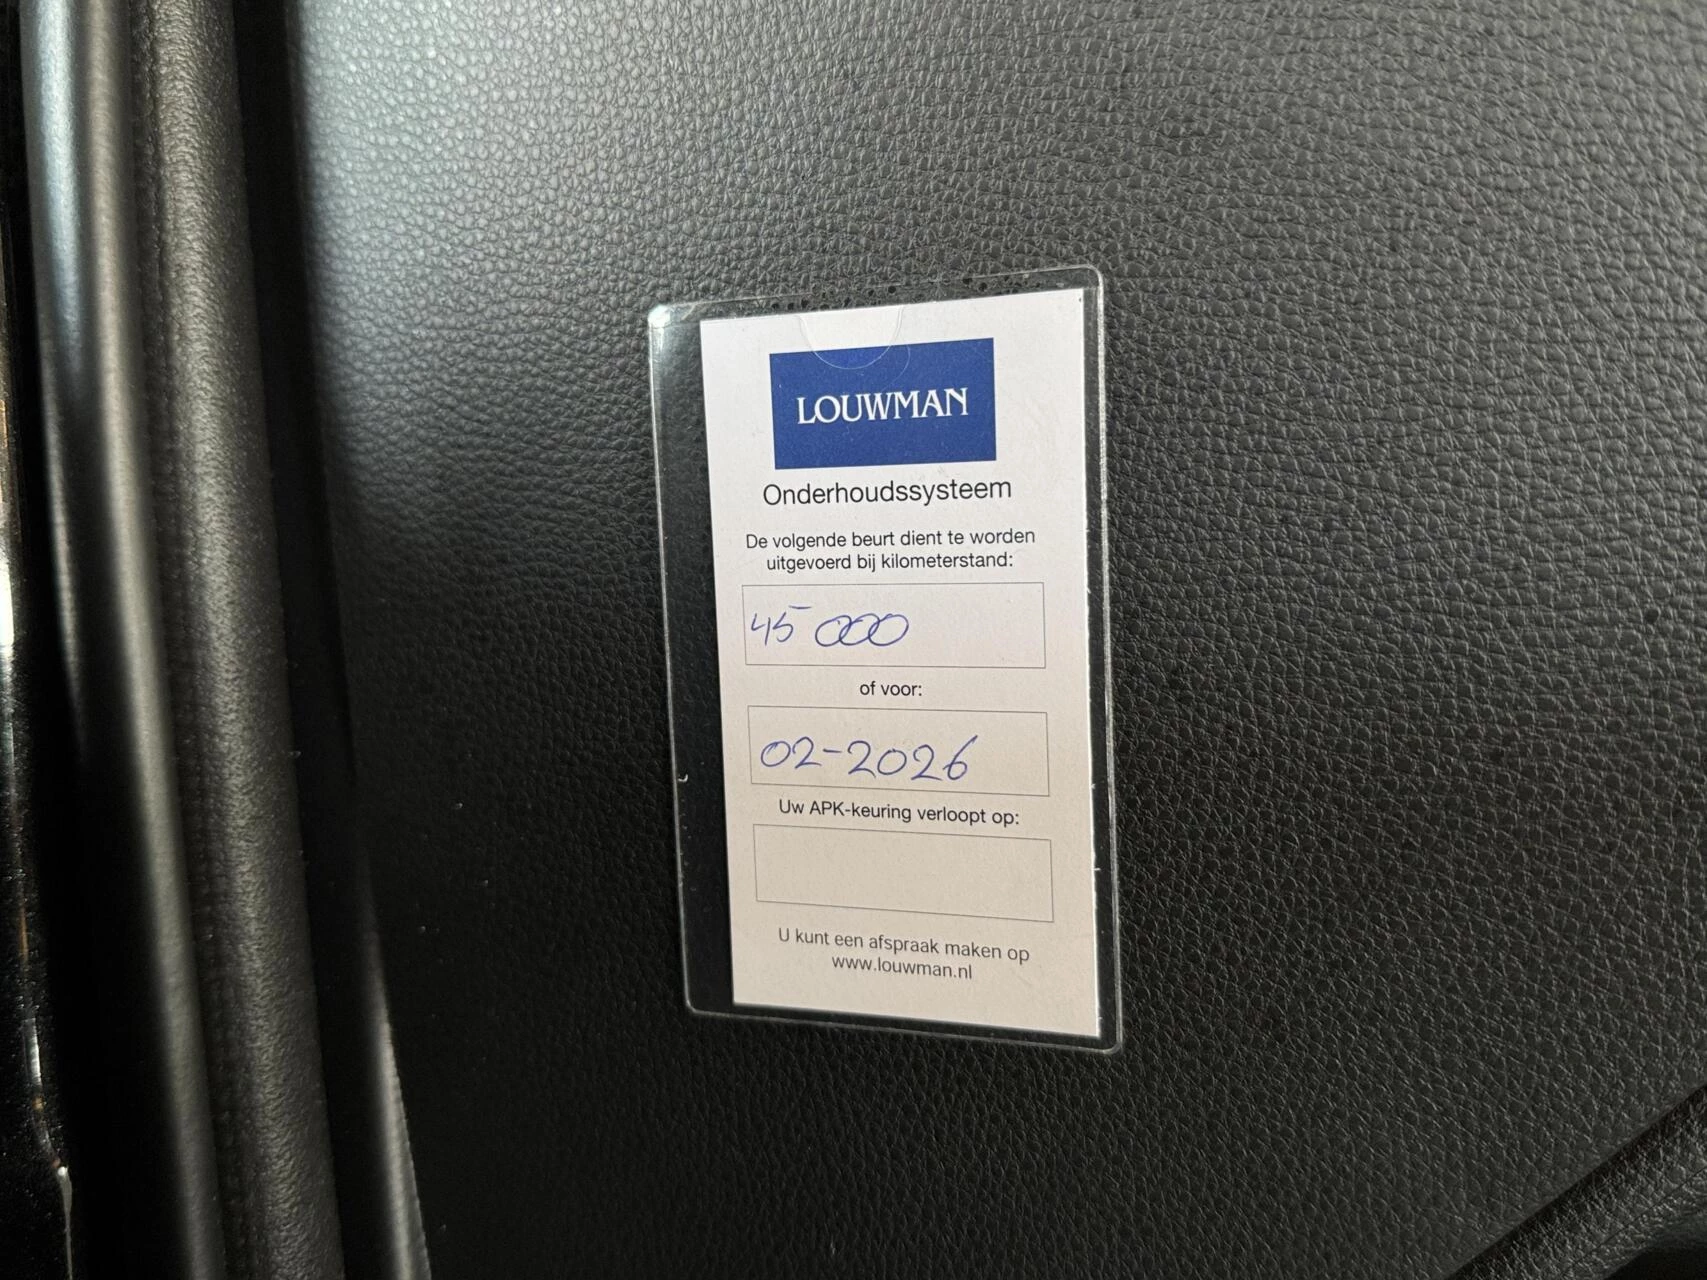 LOUWMAN
Onderhoudssysteem
De volgende beurt dient te worden
uitgevoerd bij kilometerstand:
45 000
of voor:
02-2026
Uw APK-keuring verloopt op:
U kunt een afspraak maken op
www.louwman.nl